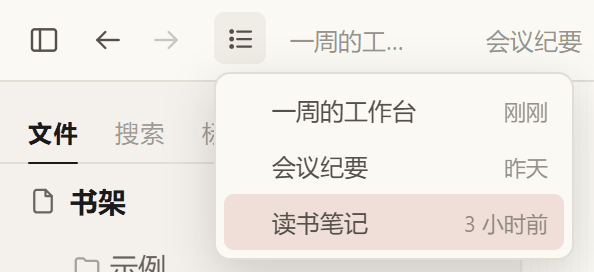 一周的工... 会议纪要
文件 搜索
一周的工作台 刚刚
会议纪要 昨天
读书笔记 3 小时前
书架
示例